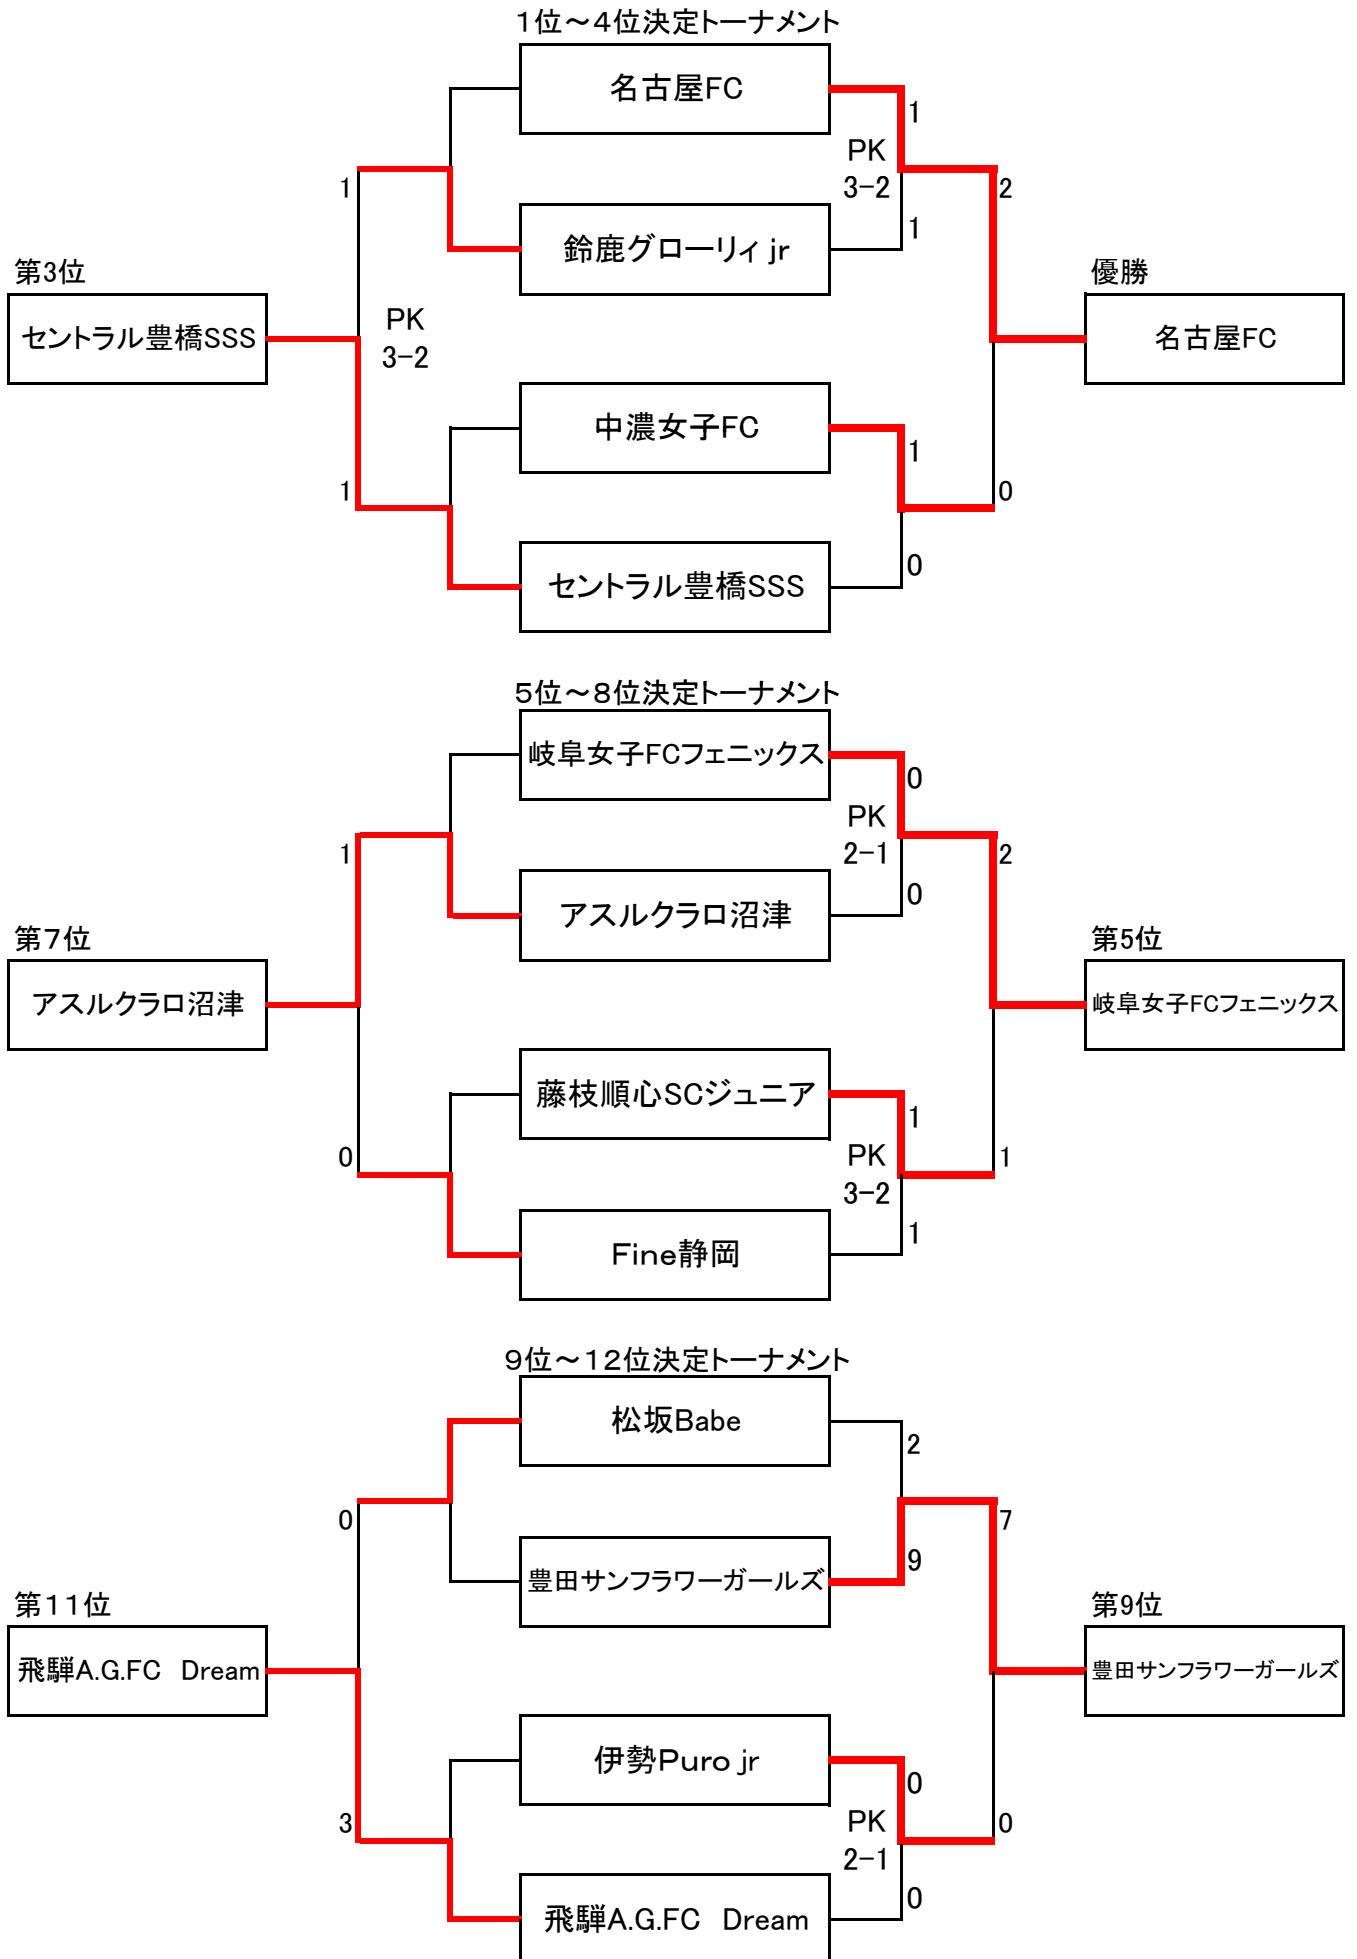 1位～4位決定トーナメント
名古屋FC
1
PK
3-2
1
2
鈴鹿グローリィ jr
1
第3位
セントラル豊橋SSS
PK
3-2
優勝
名古屋FC
中濃女子FC
1
1
0
セントラル豊橋SSS
0
5位～8位決定トーナメント
岐阜女子FCフェニックス
0
PK
2-1
1
2
アスルクラロ沼津
0
第7位
アスルクラロ沼津
第5位
岐阜女子FCフェニックス
藤枝順心SCジュニア
1
PK
3-2
0
1
Fine静岡
1
9位～12位決定トーナメント
松坂Babe
2
0
7
豊田サンフラワーガールズ
9
第11位
飛騨A.G.FC　Dream
第9位
豊田サンフラワーガールズ
伊勢Puro jr
0
PK
2-1
3
0
飛騨A.G.FC　Dream
0